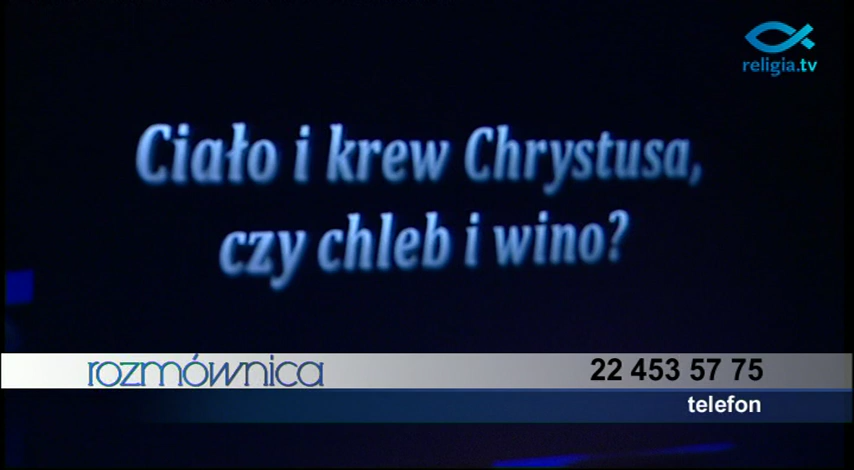 religia.tv
Ciało i krew Chrystusa,
czy chleb i wino?
rozmównica
22 453 57 75
telefon